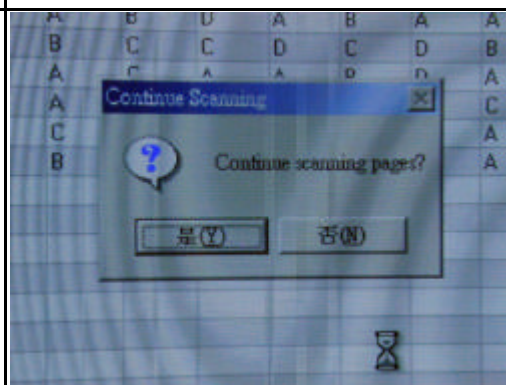 A B D A B A A
B C C D C D B
A C A A D D A
A C
C A
B A
Continue Scanning
?
Continue scanning pages?
是(Y) 否(N)